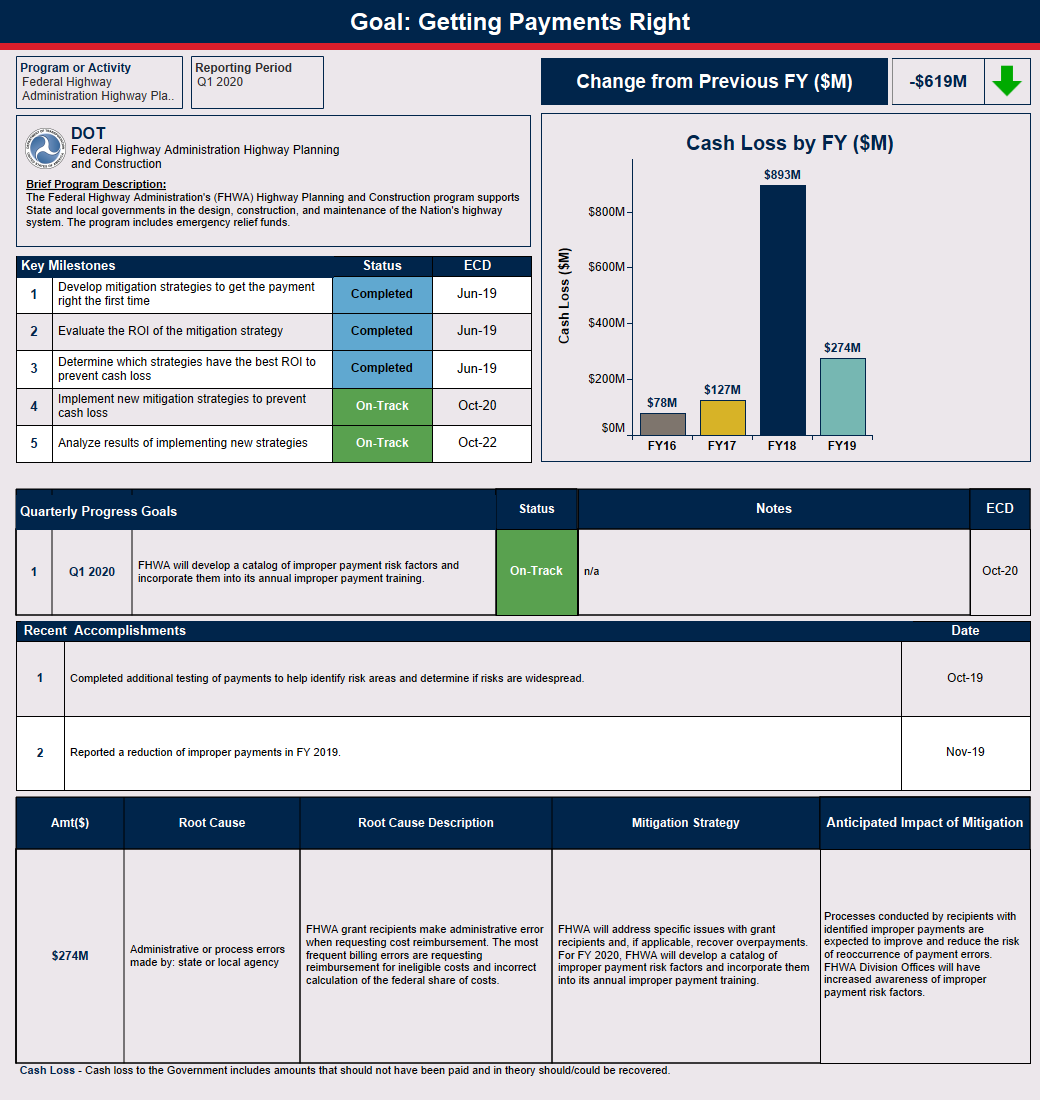 Goal: Getting Payments Right
Program or Activity
Federal Highway
Administration Highway Pla..
Reporting Period
Q1 2020
Change from Previous FY ($M)
-$619M
DOT
Federal Highway Administration Highway Planning
and Construction
Brief Program Description:
The Federal Highway Administration's (FHWA) Highway Planning and Construction program supports
State and local governments in the design, construction, and maintenance of the Nation's highway
system. The program includes emergency relief funds.
Key Milestones Status ECD
1 Develop mitigation strategies to get the payment
right the first time Completed Jun-19
2 Evaluate the ROI of the mitigation strategy Completed Jun-19
3 Determine which strategies have the best ROI to
prevent cash loss Completed Jun-19
4 Implement new mitigation strategies to prevent
cash loss On-Track Oct-20
5 Analyze results of implementing new strategies On-Track Oct-22
Cash Loss by FY ($M)
Cash Loss ($M)
$800M
$600M
$400M
$200M
$0M
$78M
$127M
$893M
$274M
FY16 FY17 FY18 FY19
Quarterly Progress Goals Status Notes ECD
1 Q1 2020 FHWA will develop a catalog of improper payment risk factors and
incorporate them into its annual improper payment training. On-Track n/a Oct-20
Recent Accomplishments Date
1 Completed additional testing of payments to help identify risk areas and determine if risks are widespread. Oct-19
2 Reported a reduction of improper payments in FY 2019. Nov-19
Amt($) Root Cause Root Cause Description Mitigation Strategy Anticipated Impact of Mitigation
$274M
Administrative or process errors
made by: state or local agency
FHWA grant recipients make administrative error
when requesting cost reimbursement. The most
frequent billing errors are requesting
reimbursement for ineligible costs and incorrect
calculation of the federal share of costs.
FHWA will address specific issues with grant
recipients and, if applicable, recover overpayments.
For FY 2020, FHWA will develop a catalog of
improper payment risk factors and incorporate them
into its annual improper payment training.
Processes conducted by recipients with
identified improper payments are
expected to improve and reduce the risk
of reoccurrence of payment errors.
FHWA Division Offices will have
increased awareness of improper
payment risk factors.
Cash Loss - Cash loss to the Government includes amounts that should not have been paid and in theory should/could be recovered.